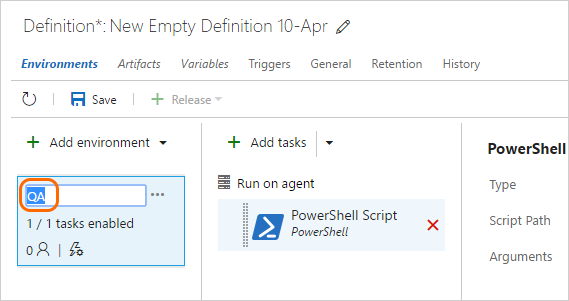 Definition*: New Empty Definition 10-Apr
Environments Artifacts Variables Triggers General Retention History
Save Release
Add environment Add tasks
PowerShell
QA
Run on agent
Type
1 / 1 tasks enabled
PowerShell Script
PowerShell
Script Path
0
Arguments